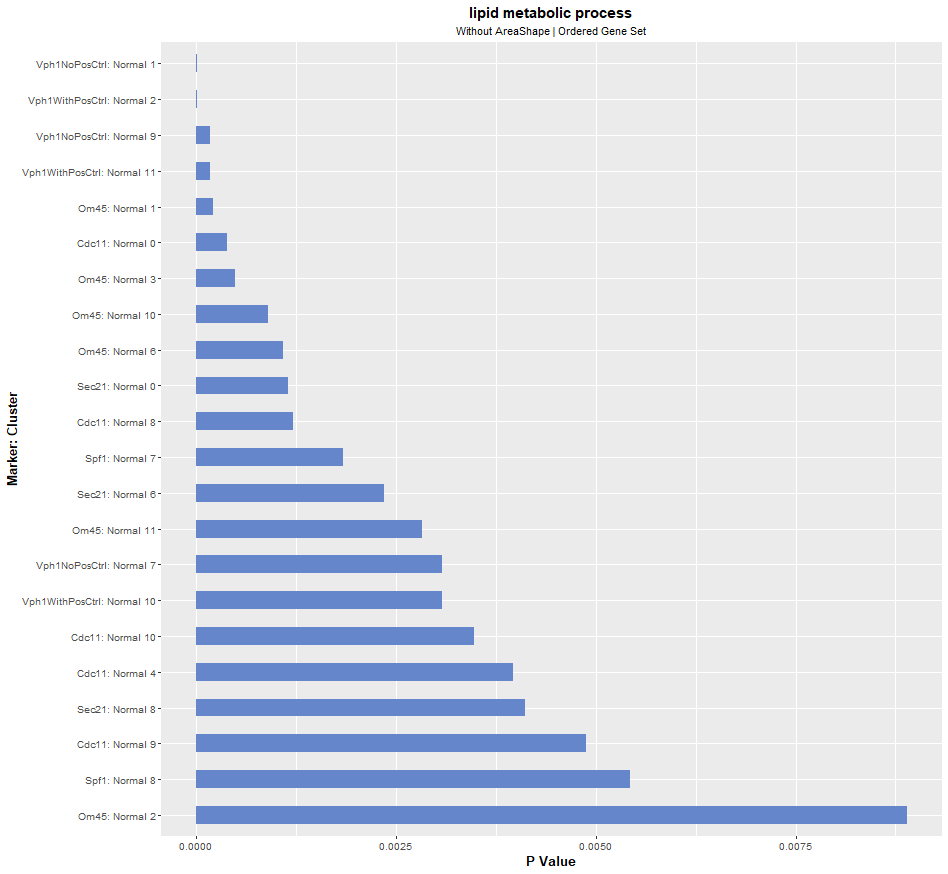 lipid metabolic process
Without AreaShape | Ordered Gene Set
Marker: Cluster
Vph1NoPosCtrl: Normal 1
Vph1WithPosCtrl: Normal 2
Vph1NoPosCtrl: Normal 9
Vph1WithPosCtrl: Normal 11
Om45: Normal 1
Cdc11: Normal 0
Om45: Normal 3
Om45: Normal 10
Om45: Normal 6
Sec21: Normal 0
Cdc11: Normal 8
Spf1: Normal 7
Sec21: Normal 6
Om45: Normal 11
Vph1NoPosCtrl: Normal 7
Vph1WithPosCtrl: Normal 10
Cdc11: Normal 10
Cdc11: Normal 4
Sec21: Normal 8
Cdc11: Normal 9
Spf1: Normal 8
Om45: Normal 2
0.0000 0.0025 0.0050 0.0075
P Value